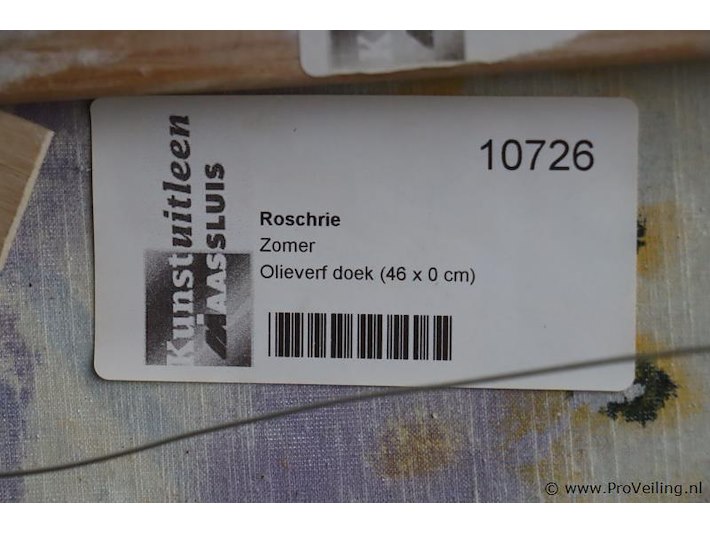 Kunstuitleen
MAASSLUIS
10726
Roschrie
Zomer
Olieverf doek (46 x 0 cm)
© www.ProVeiling.nl